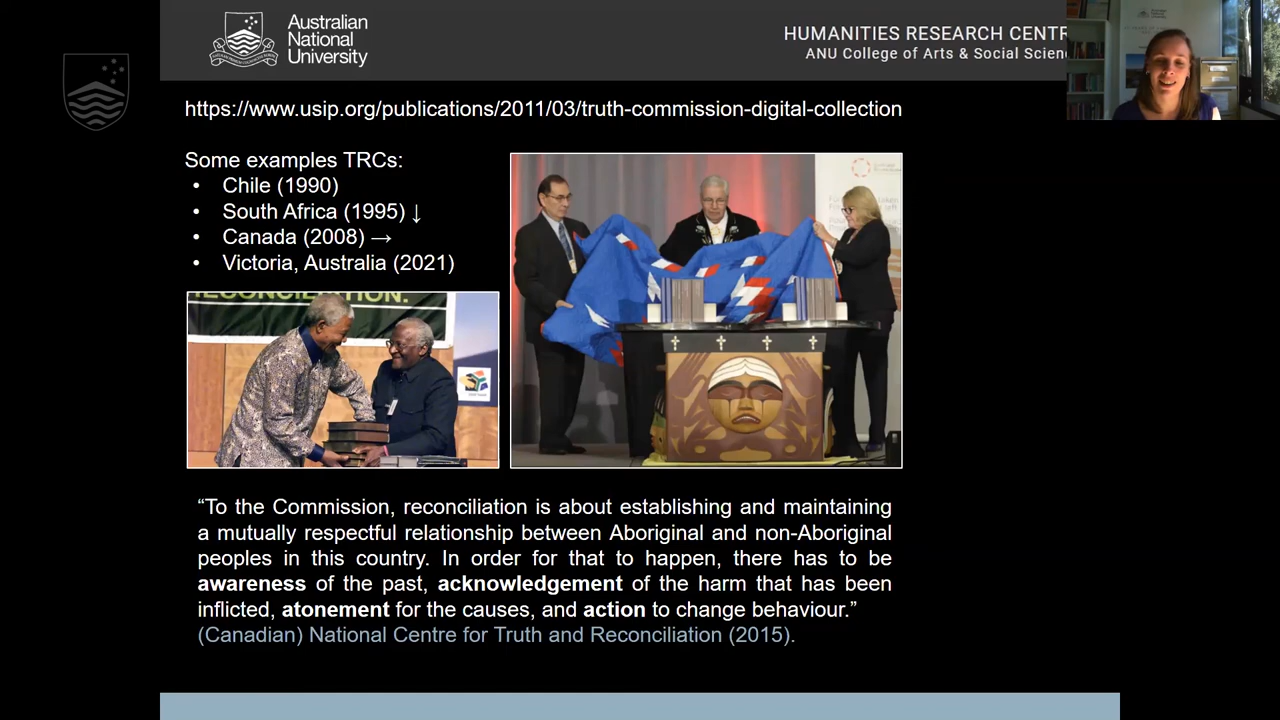 Australian
National
University
HUMANITIES RESEARCH CENTR
ANU College of Arts & Social Scien
https://www.usip.org/publications/2011/03/truth-commission-digital-collection
Some examples TRCs:
• Chile (1990)
• South Africa (1995) ↓
• Canada (2008) →
• Victoria, Australia (2021)
RECONCILIATION.
“To the Commission, reconciliation is about establishing and maintaining
a mutually respectful relationship between Aboriginal and non-Aboriginal
peoples in this country. In order for that to happen, there has to be
awareness of the past, acknowledgement of the harm that has been
inflicted, atonement for the causes, and action to change behaviour.”
(Canadian) National Centre for Truth and Reconciliation (2015).